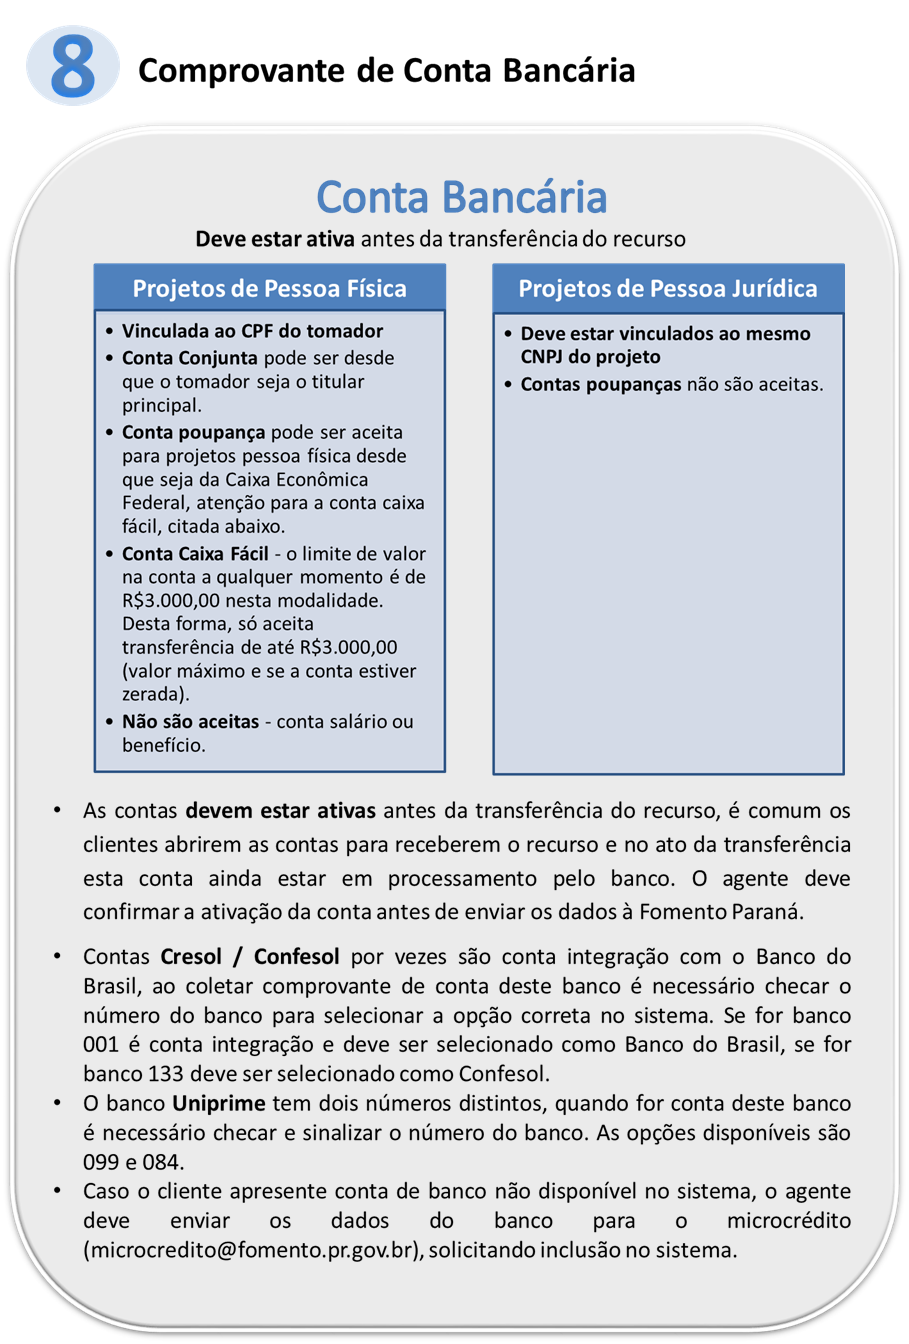 8
Comprovante de Conta Bancária
Conta Bancária
Deve estar ativa antes da transferência do recurso
Projetos de Pessoa Física
• Vinculada ao CPF do tomador
• Conta Conjunta pode ser desde
que o tomador seja o titular
principal.
• Conta poupança pode ser aceita
para projetos pessoa física desde
que seja da Caixa Econômica
Federal, atenção para a conta caixa
fácil, citada abaixo.
• Conta Caixa Fácil - o limite de valor
na conta a qualquer momento é de
R$3.000,00 nesta modalidade.
Desta forma, só aceita
transferência de até R$3.000,00
(valor máximo e se a conta estiver
zerada).
• Não são aceitas - conta salário ou
benefício.
Projetos de Pessoa Jurídica
• Deve estar vinculados ao mesmo
CNPJ do projeto
• Contas poupanças não são aceitas.
• As contas devem estar ativas antes da transferência do recurso, é comum os
clientes abrirem as contas para receberem o recurso e no ato da transferência
esta conta ainda estar em processamento pelo banco. O agente deve
confirmar a ativação da conta antes de enviar os dados à Fomento Paraná.
• Contas Cresol / Confesol por vezes são conta integração com o Banco do
Brasil, ao coletar comprovante de conta deste banco é necessário checar o
número do banco para selecionar a opção correta no sistema. Se for banco
001 é conta integração e deve ser selecionado como Banco do Brasil, se for
banco 133 deve ser selecionado como Confesol.
• O banco Uniprime tem dois números distintos, quando for conta deste banco
é necessário checar e sinalizar o número do banco. As opções disponíveis são
099 e 084.
• Caso o cliente apresente conta de banco não disponível no sistema, o agente
deve enviar os dados do banco para o microcrédito
(microcredito@fomento.pr.gov.br), solicitando inclusão no sistema.